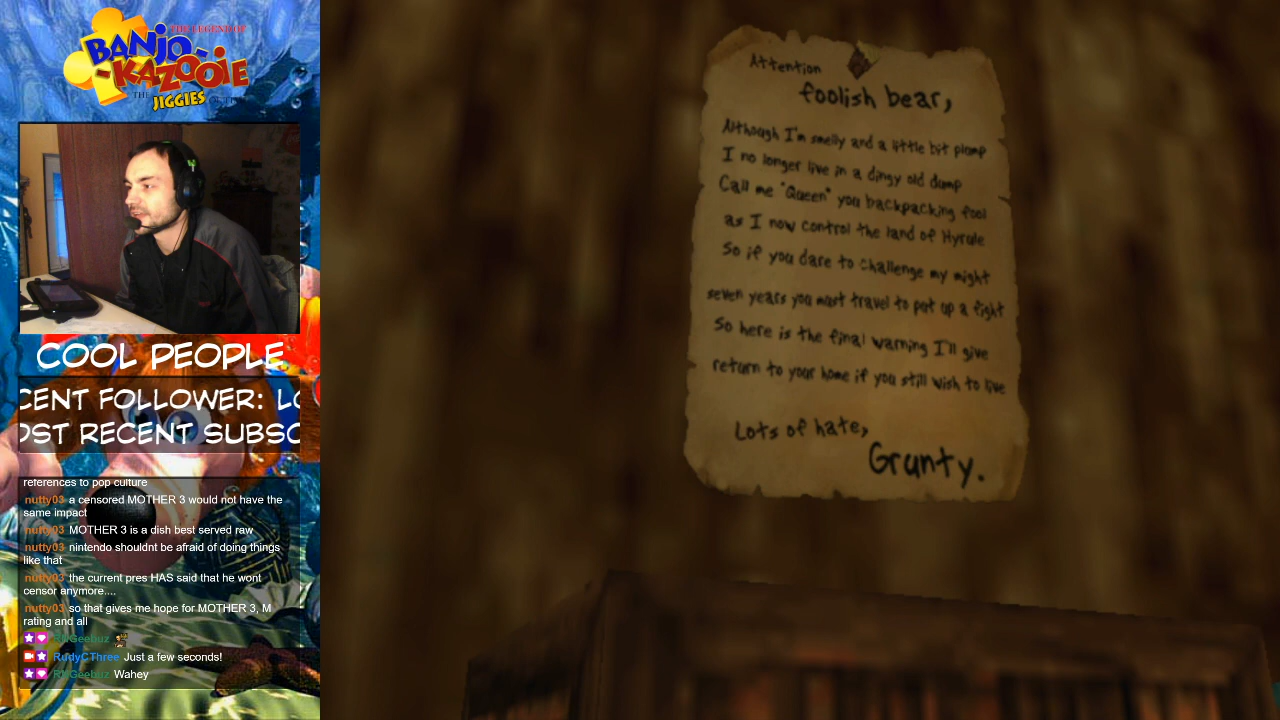 THE LEGEND OF
BANJO-
KAZOOIE
THE JIGGIES
COOL PEOPLE
CENT FOLLOWER: LO
OST RECENT SUBSC
references to pop culture
nutty03 a censored MOTHER 3 would not have the
same impact
nutty03 MOTHER 3 is a dish best served raw
nutty03 nintendo shouldnt be afraid of doing things
like that
nutty03 the current pres HAS said that he wont
censor anymore....
nutty03 so that gives me hope for MOTHER 3, M
rating and all
RudyCThree Just a few seconds!
Wahey
Attention
foolish bear,
Although I'm smelly and a little bit plump
I no longer live in a dingy old dump
Call me "Queen" you backpacking fool
as I now control the land of Hyrule
So if you dare to challenge my might
seven years you must travel to put up a fight
So here is the final warning I'll give
return to your home if you still wish to live
Lots of hate,
Grunty.